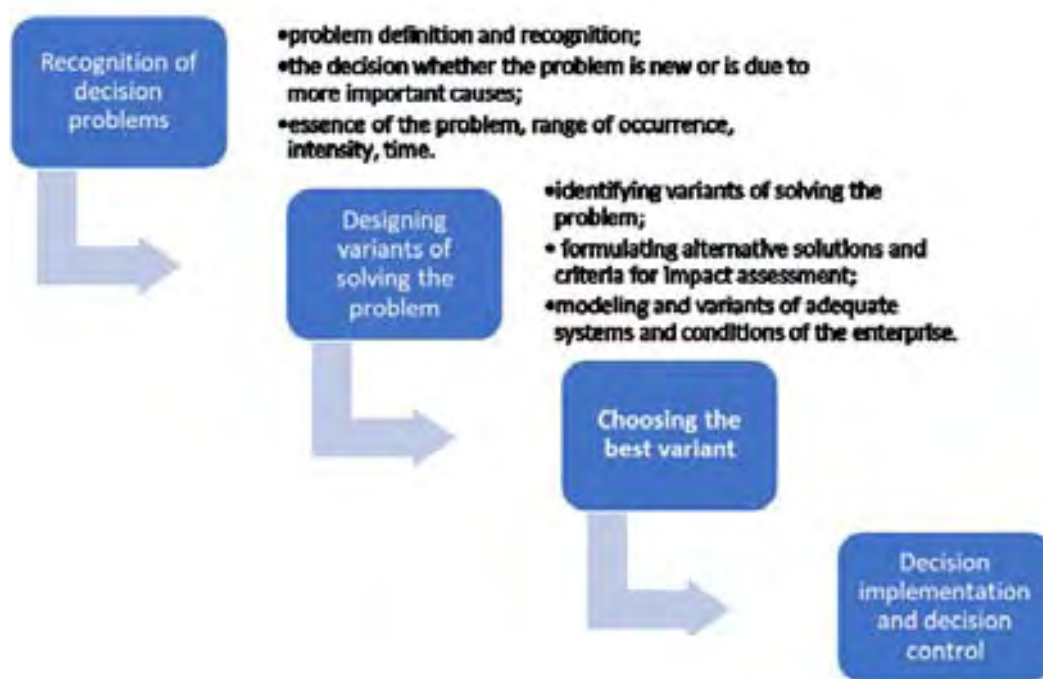 Recognition of
decision
problems
•problem definition and recognition;
•the decision whether the problem is new or is due to
more important causes;
•essence of the problem, range of occurrence,
intensity, time.
Designing
variants of
solving the
problem
•identifying variants of solving the
problem;
• formulating alternative solutions and
criteria for impact assessment;
•modeling and variants of adequate
systems and conditions of the enterprise.
Choosing the
best variant
Decision
implementation
and decision
control